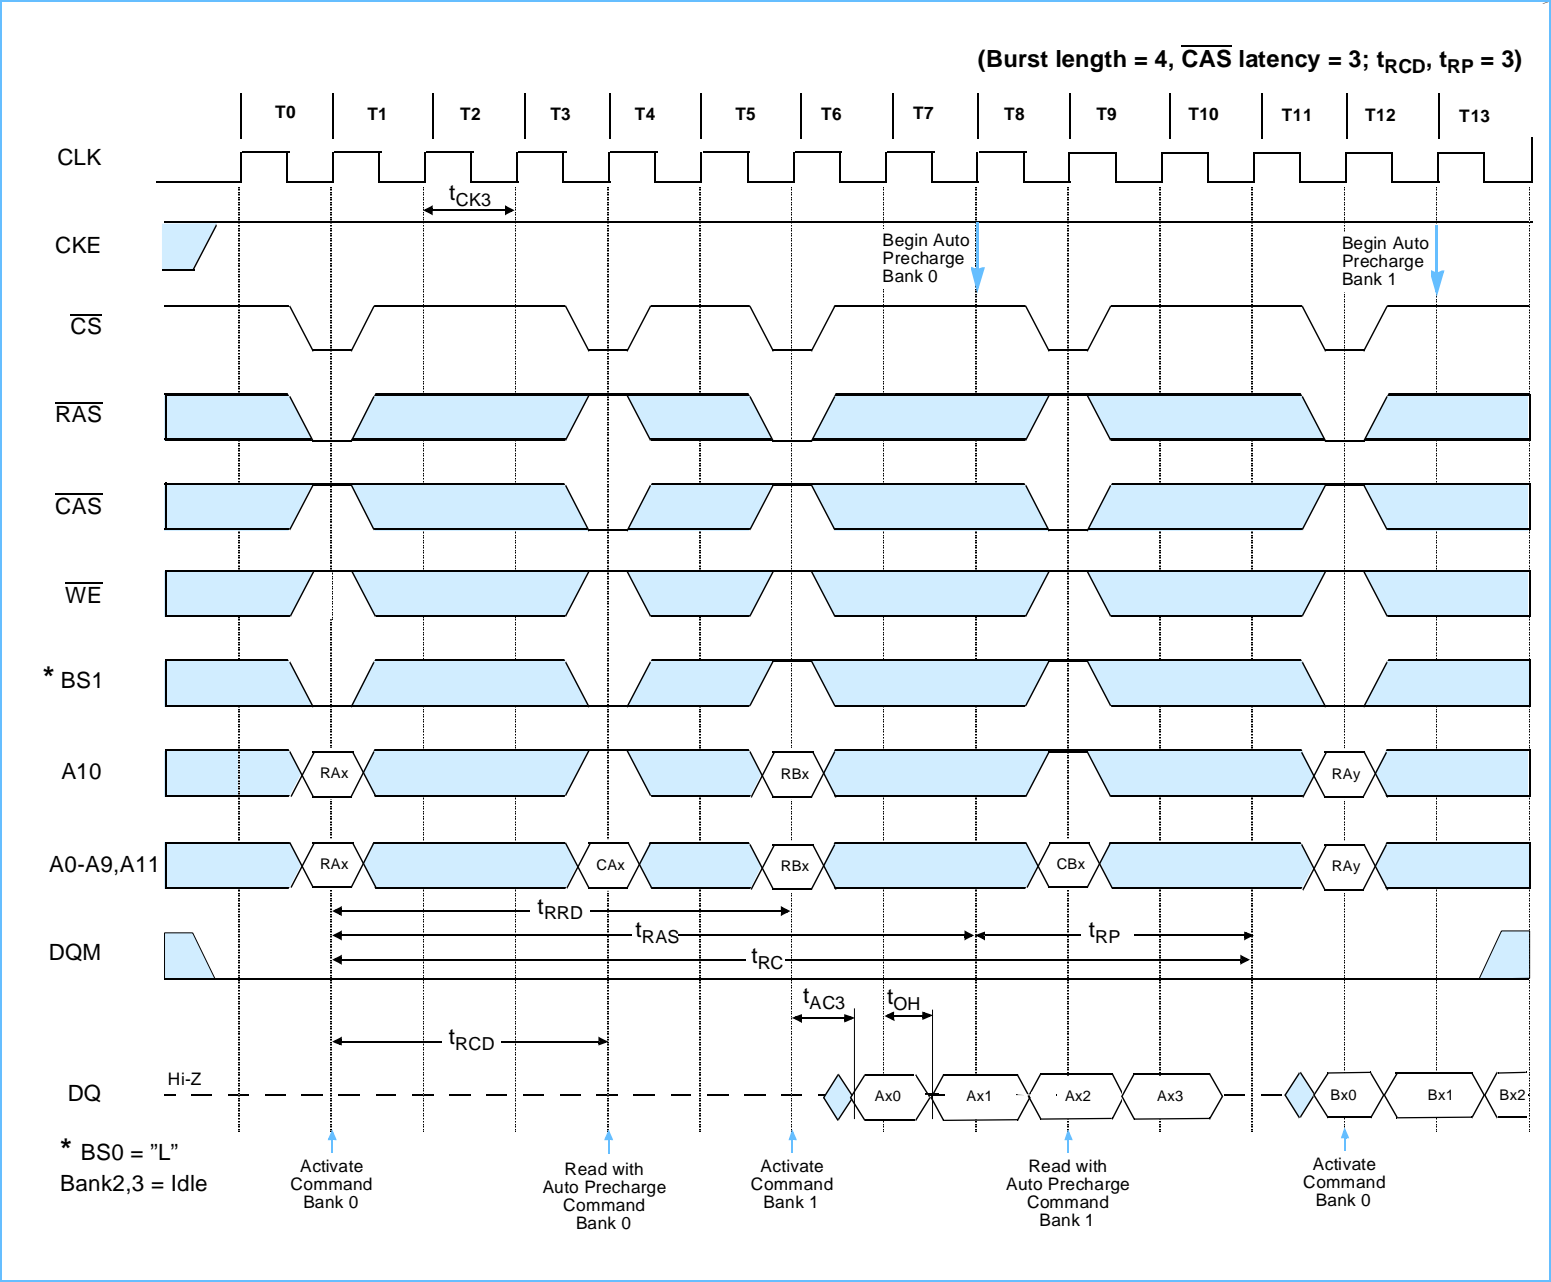 (Burst length = 4, CAS latency = 3; tRCD, tRP = 3)
T0 T1 T2 T3 T4 T5 T6 T7 T8 T9 T10 T11 T12 T13
CLK
tCK3
CKE
Begin Auto
Precharge
Bank 0
Begin Auto
Precharge
Bank 1
CS
RAS
CAS
WE
* BS1
A10
RAx
RBx
RAy
A0-A9,A11
RAx
CAx
RBx
CBx
RAy
tRRD
tRAS
tRP
tRC
DQM
tAC3
tOH
tRCD
Hi-Z
DQ
Ax0
Ax1
Ax2
Ax3
Bx0
Bx1
Bx2
* BS0 = ”L”
Bank2,3 = Idle
Activate
Command
Bank 0
Read with
Auto Precharge
Command
Bank 0
Activate
Command
Bank 1
Read with
Auto Precharge
Command
Bank 1
Activate
Command
Bank 0